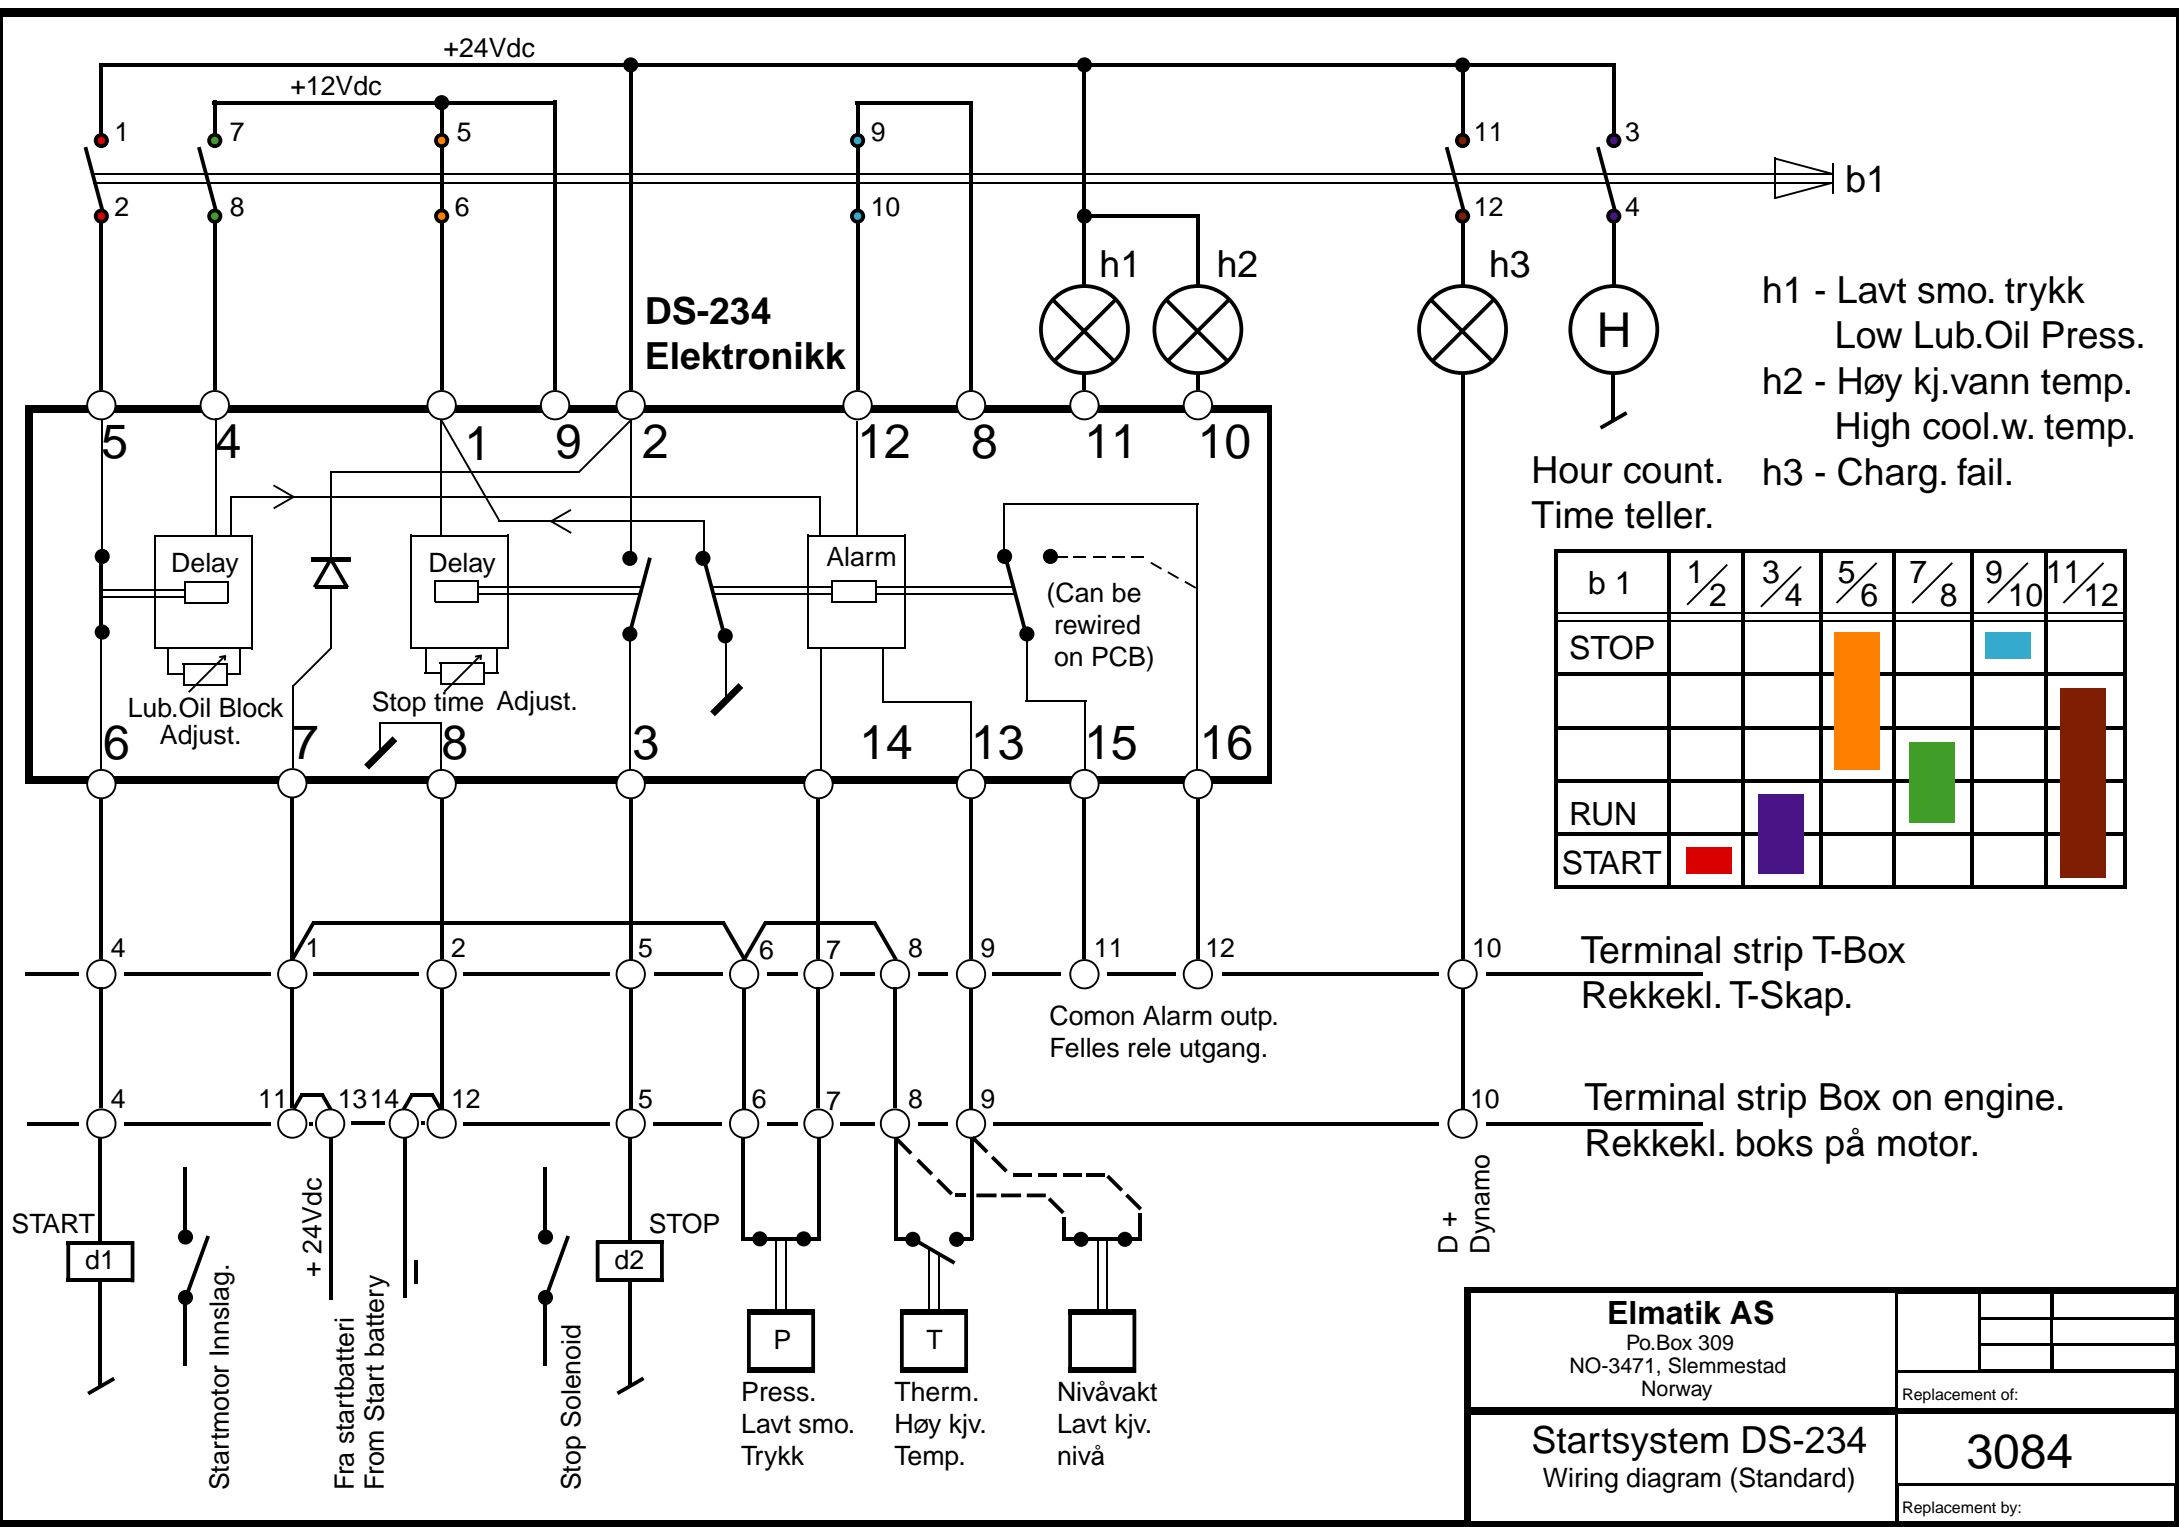 +24Vdc
+12Vdc
1
7
5
9
11
3
2
8
6
10
12
4
b1
h1
h2
h3
H
DS-234
Elektronikk
h1 - Lavt smo. trykk
Low Lub.Oil Press.
h2 - Høy kj.vann temp.
High cool.w. temp.
h3 - Charg. fail.
Hour count.
Time teller.
5
4
1
9
2
12
8
11
10
Delay
Delay
Alarm
(Can be
rewired
on PCB)
Lub.Oil Block
Adjust.
Stop time Adjust.
6
7
8
3
14
13
15
16
b 1 1/2 3/4 5/6 7/8 9/10 11/12
STOP
RUN
START
4
1
2
5
6
7
8
9
11
12
10
Terminal strip T-Box
Rekkekl. T-Skap.
Comon Alarm outp.
Felles rele utgang.
4
11
13
14
12
5
6
7
8
9
10
Terminal strip Box on engine.
Rekkekl. boks på motor.
START
d1
Startmotor Innslag.
+ 24Vdc
Fra startbatteri
From Start battery
Stop Solenoid
STOP
d2
D +
Dynamo
P
T
Press.
Lavt smo.
Trykk
Therm.
Høy kjv.
Temp.
Nivåvakt
Lavt kjv.
nivå
Elmatik AS
Po.Box 309
NO-3471, Slemmestad
Norway
Replacement of:
Startsystem DS-234
Wiring diagram (Standard)
3084
Replacement by: